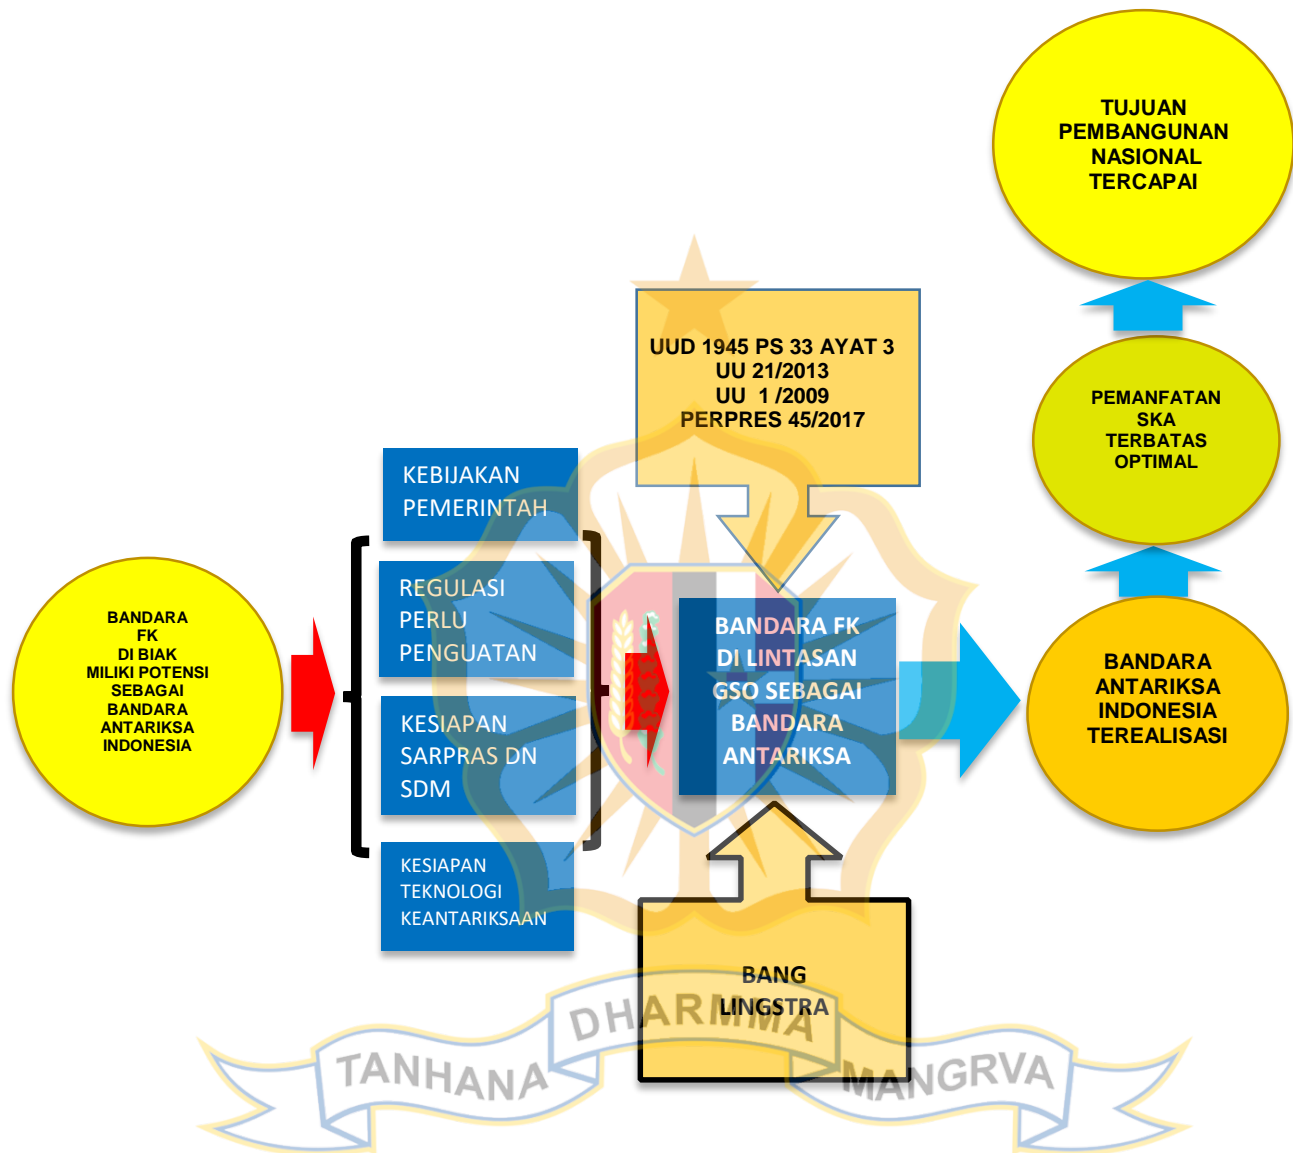 BANDARA
FK
DI BIAK
MILIKI POTENSI
SEBAGAI
BANDARA
ANTARIKSA
INDONESIA
KEBIJAKAN
PEMERINTAH
REGULASI
PERLU
PENGUATAN
KESIAPAN
SARPRAS DN
SDM
KESIAPAN
TEKNOLOGI
KEANTARIKSAAN
UUD 1945 PS 33 AYAT 3
UU 21/2013
UU 1 /2009
PERPRES 45/2017
BANDARA FK
DI LINTASAN
GSO SEBAGAI
BANDARA
ANTARIKSA
BANG
LINGSTRA
BANDARA
ANTARIKSA
INDONESIA
TEREALISASI
PEMANFATAN
SKA
TERBATAS
OPTIMAL
TUJUAN
PEMBANGUNAN
NASIONAL
TERCAPAI
TANHANA DHARMMA MANGRVA